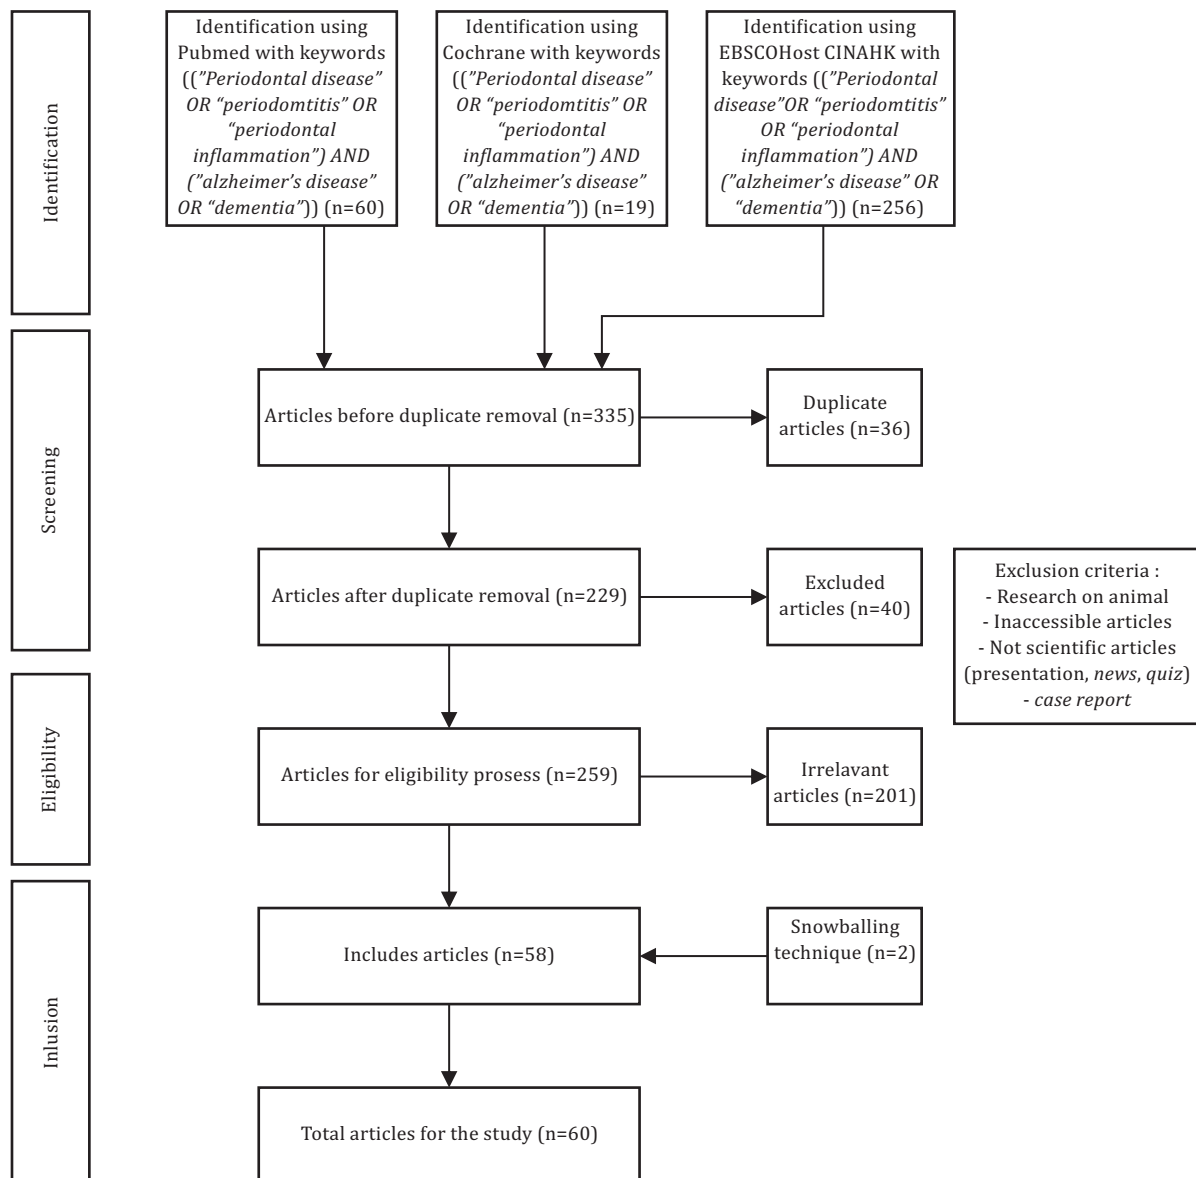 Identification
Identification using
Pubmed with keywords
((”Periodontal disease”
OR “periodomtitis” OR
“periodontal
inflammation”) AND
(”alzheimer’s disease”
OR “dementia”)) (n=60)
Identification using
Cochrane with keywords
((”Periodontal disease”
OR “periodomtitis” OR
“periodontal
inflammation”) AND
(”alzheimer’s disease”
OR “dementia”)) (n=19)
Identification using
EBSCOHost CINAHK with
keywords ((”Periodontal
disease”OR “periodomtitis”
OR “periodontal
inflammation”) AND
(”alzheimer’s disease” OR
“dementia”)) (n=256)
Screening
Articles before duplicate removal (n=335)
Duplicate
articles (n=36)
Articles after duplicate removal (n=229)
Excluded
articles (n=40)
Exclusion criteria :
- Research on animal
- Inaccessible articles
- Not scientific articles
(presentation, news, quiz)
- case report
Eligibility
Articles for eligibility prosess (n=259)
Irrelavant
articles (n=201)
Inlusion
Includes articles (n=58)
Snowballing
technique (n=2)
Total articles for the study (n=60)